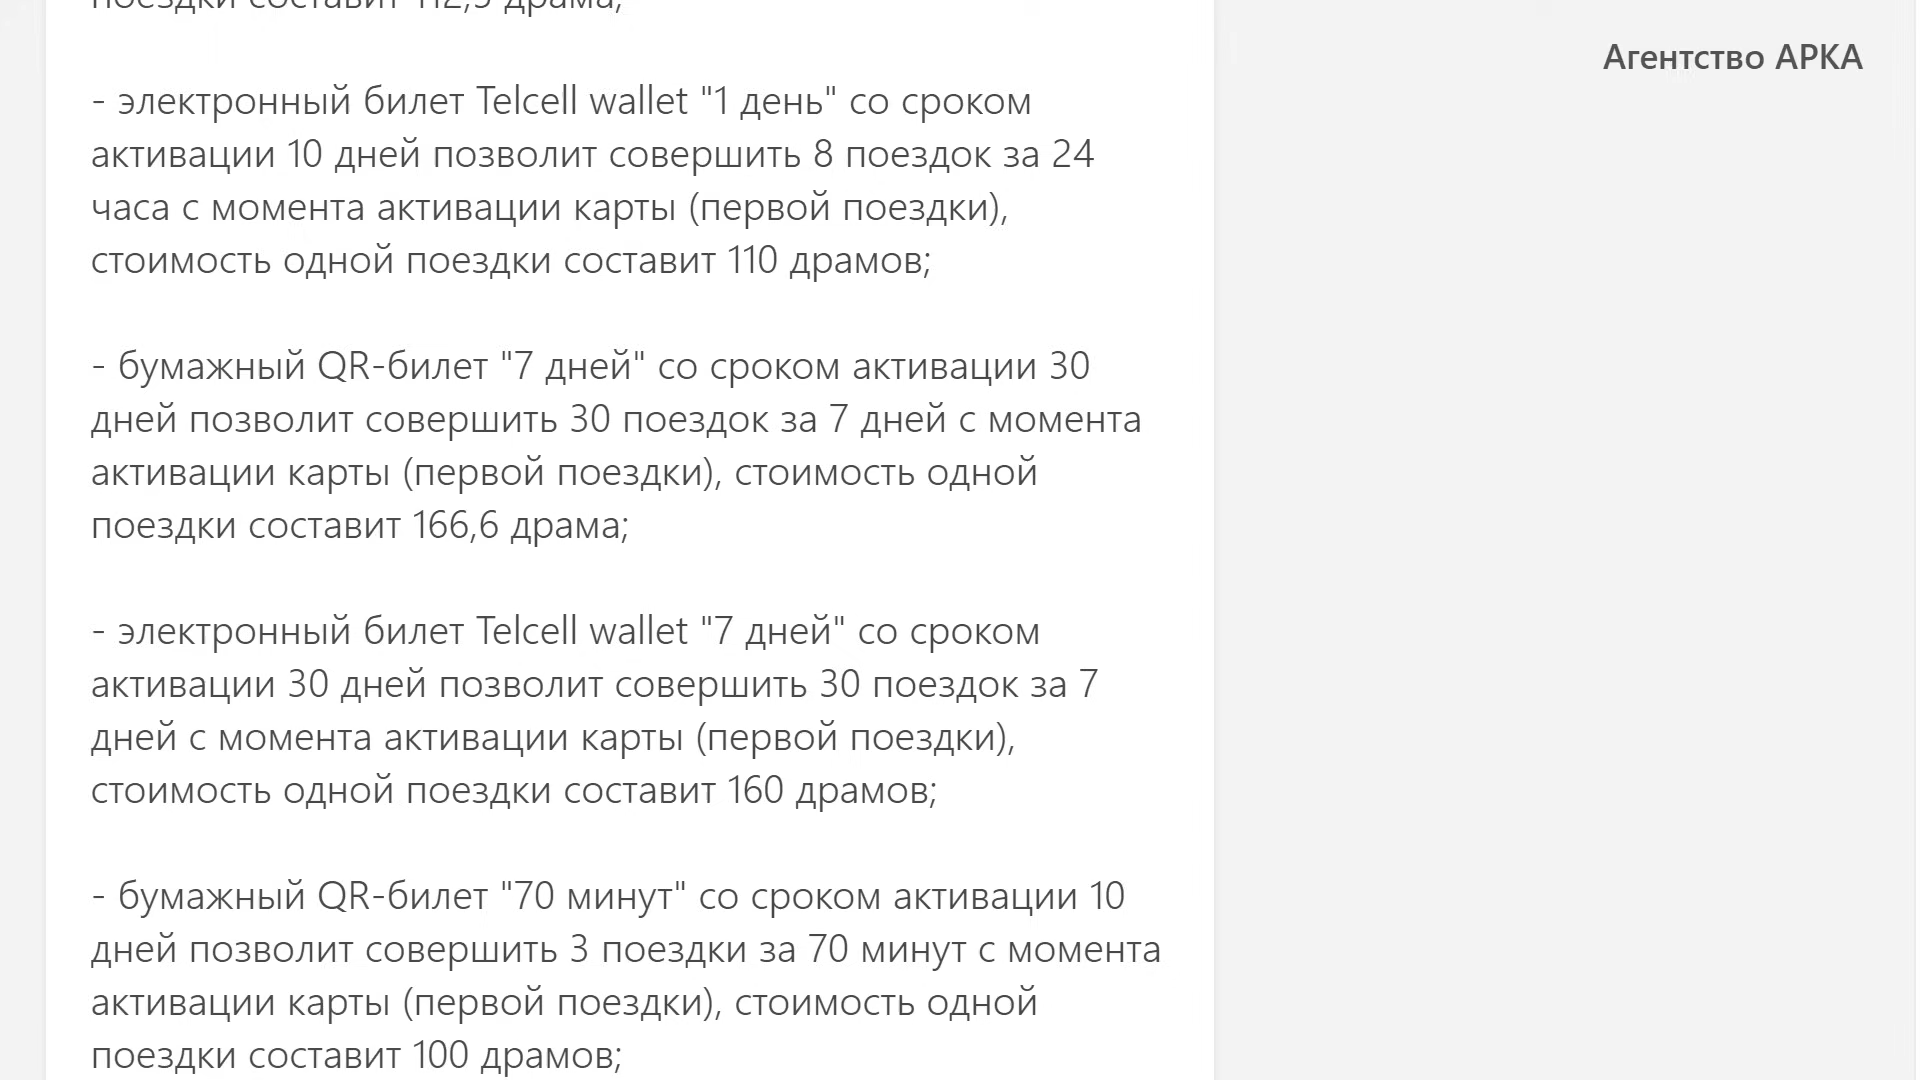 поездки составит 112,5 драма;
Агентство АРКА
- электронный билет Telcell wallet "1 день" со сроком
активации 10 дней позволит совершить 8 поездок за 24
часа с момента активации карты (первой поездки),
стоимость одной поездки составит 110 драмов;
- бумажный QR-билет "7 дней" со сроком активации 30
дней позволит совершить 30 поездок за 7 дней с момента
активации карты (первой поездки), стоимость одной
поездки составит 166,6 драма;
- электронный билет Telcell wallet "7 дней" со сроком
активации 30 дней позволит совершить 30 поездок за 7
дней с момента активации карты (первой поездки),
стоимость одной поездки составит 160 драмов;
- бумажный QR-билет "70 минут" со сроком активации 10
дней позволит совершить 3 поездки за 70 минут с момента
активации карты (первой поездки), стоимость одной
поездки составит 100 драмов;